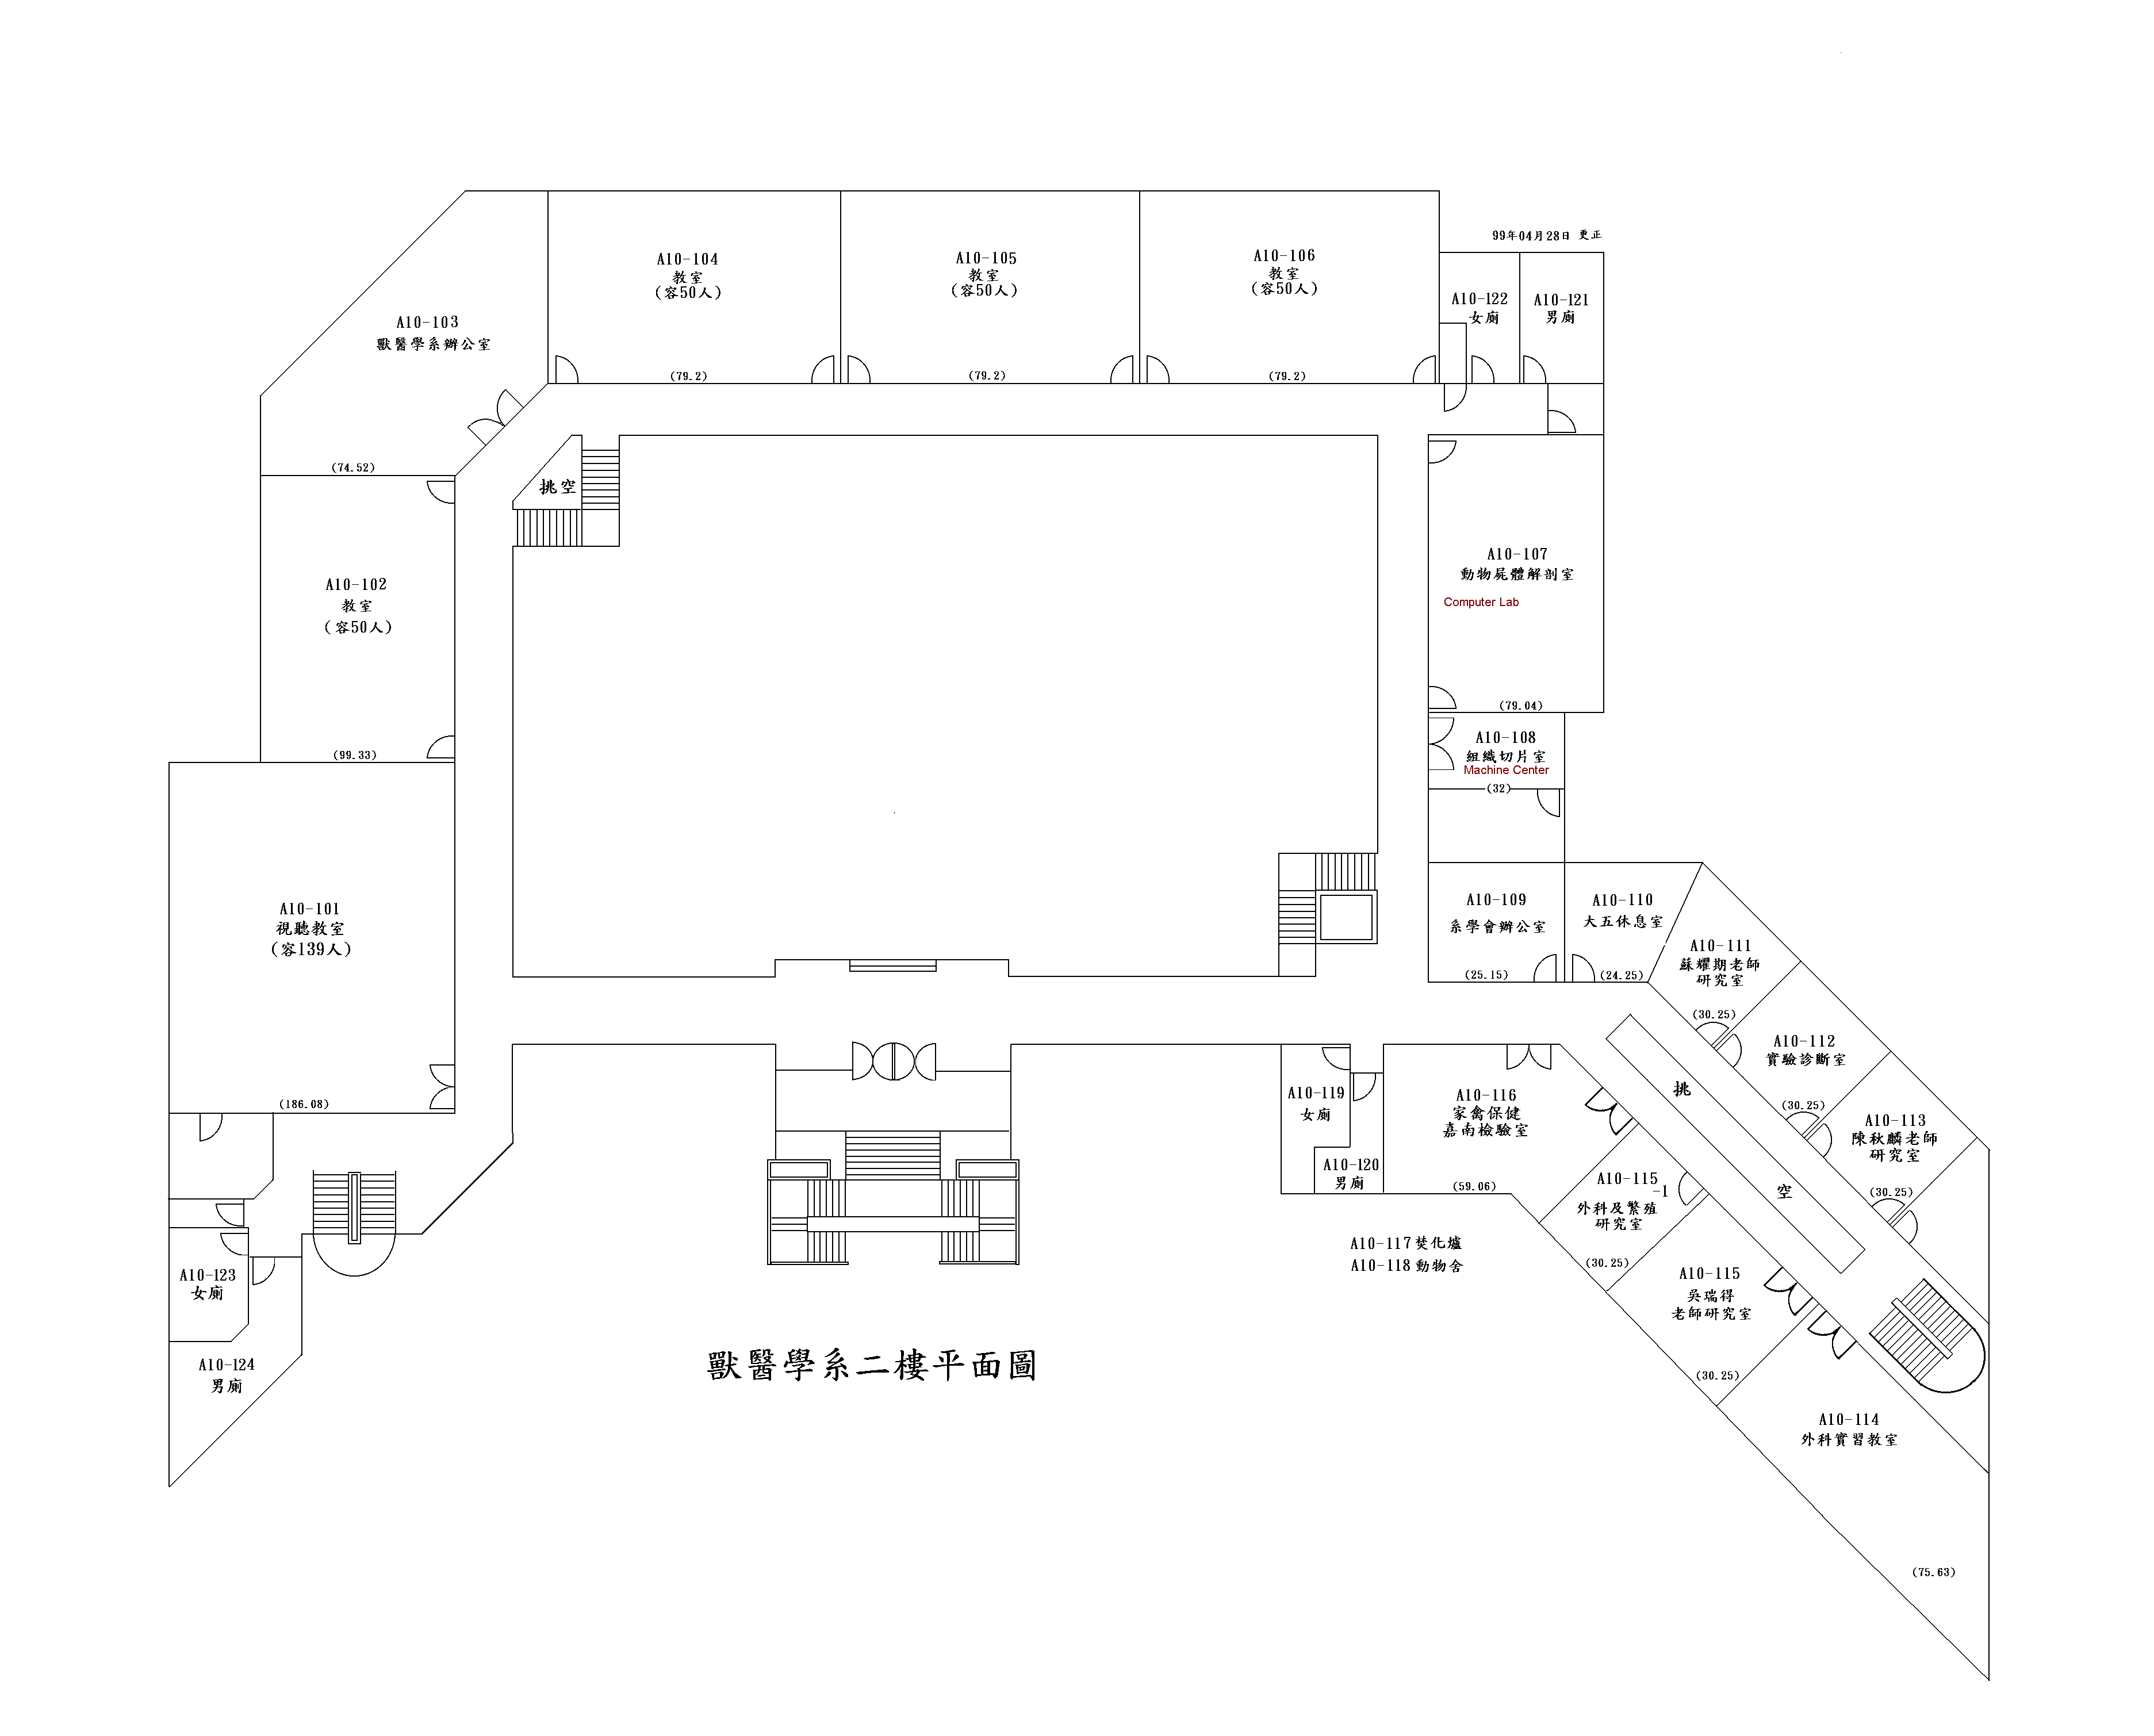 99年04月28日 更正
A10-104
教室
(容50人)
(79.2)
A10-105
教室
(容50人)
(79.2)
A10-106
教室
(容50人)
(79.2)
A10-122
女廁
A10-121
男廁
A10-103
獸醫學系辦公室
(74.52)
挑空
A10-102
教室
(容50人)
(99.33)
A10-107
動物屍體解剖室
Computer Lab
(79.04)
A10-108
組織切片室
Machine Center
(32)
A10-101
視聽教室
(容139人)
(186.08)
A10-109
系學會辦公室
(25.15)
A10-110
大五休息室
(24.25)
A10-111
蘇耀期老師
研究室
(30.25)
A10-112
實驗診斷室
(30.25)
A10-113
陳秋麟老師
研究室
(30.25)
挑
空
A10-119
女廁
A10-120
男廁
A10-116
家禽保健
嘉南檢驗室
(59.06)
A10-115
-1
外科及繁殖
研究室
(30.25)
A10-117焚化爐
A10-118動物舍
A10-115
吳瑞得
老師研究室
(30.25)
A10-123
女廁
A10-124
男廁
獸醫學系二樓平面圖
A10-114
外科實習教室
(75.63)